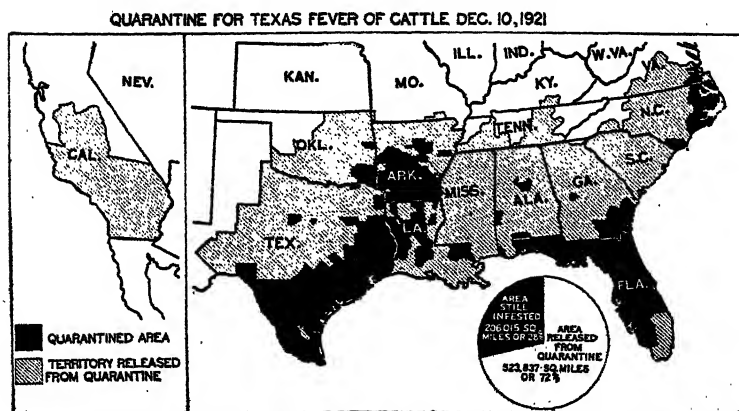 QUARANTINE FOR TEXAS FEVER OF CATTLE DEC. 10, 1921
NEV.
CAL.
KAN.
MO.
ILL.
IND.
W.VA.
KY.
VA.
OKL.
TENN.
N.C.
ARK.
S.C.
MISS.
ALA.
GA.
TEX.
LA.
FLA.
QUARANTINED AREA
TERRITORY RELEASED
FROM QUARANTINE
AREA
STILL
INFESTED
206,015 SQ.
MILES OR 28%
AREA
RELEASED
FROM
QUARANTINE
523,837 SQ. MILES
OR 72%